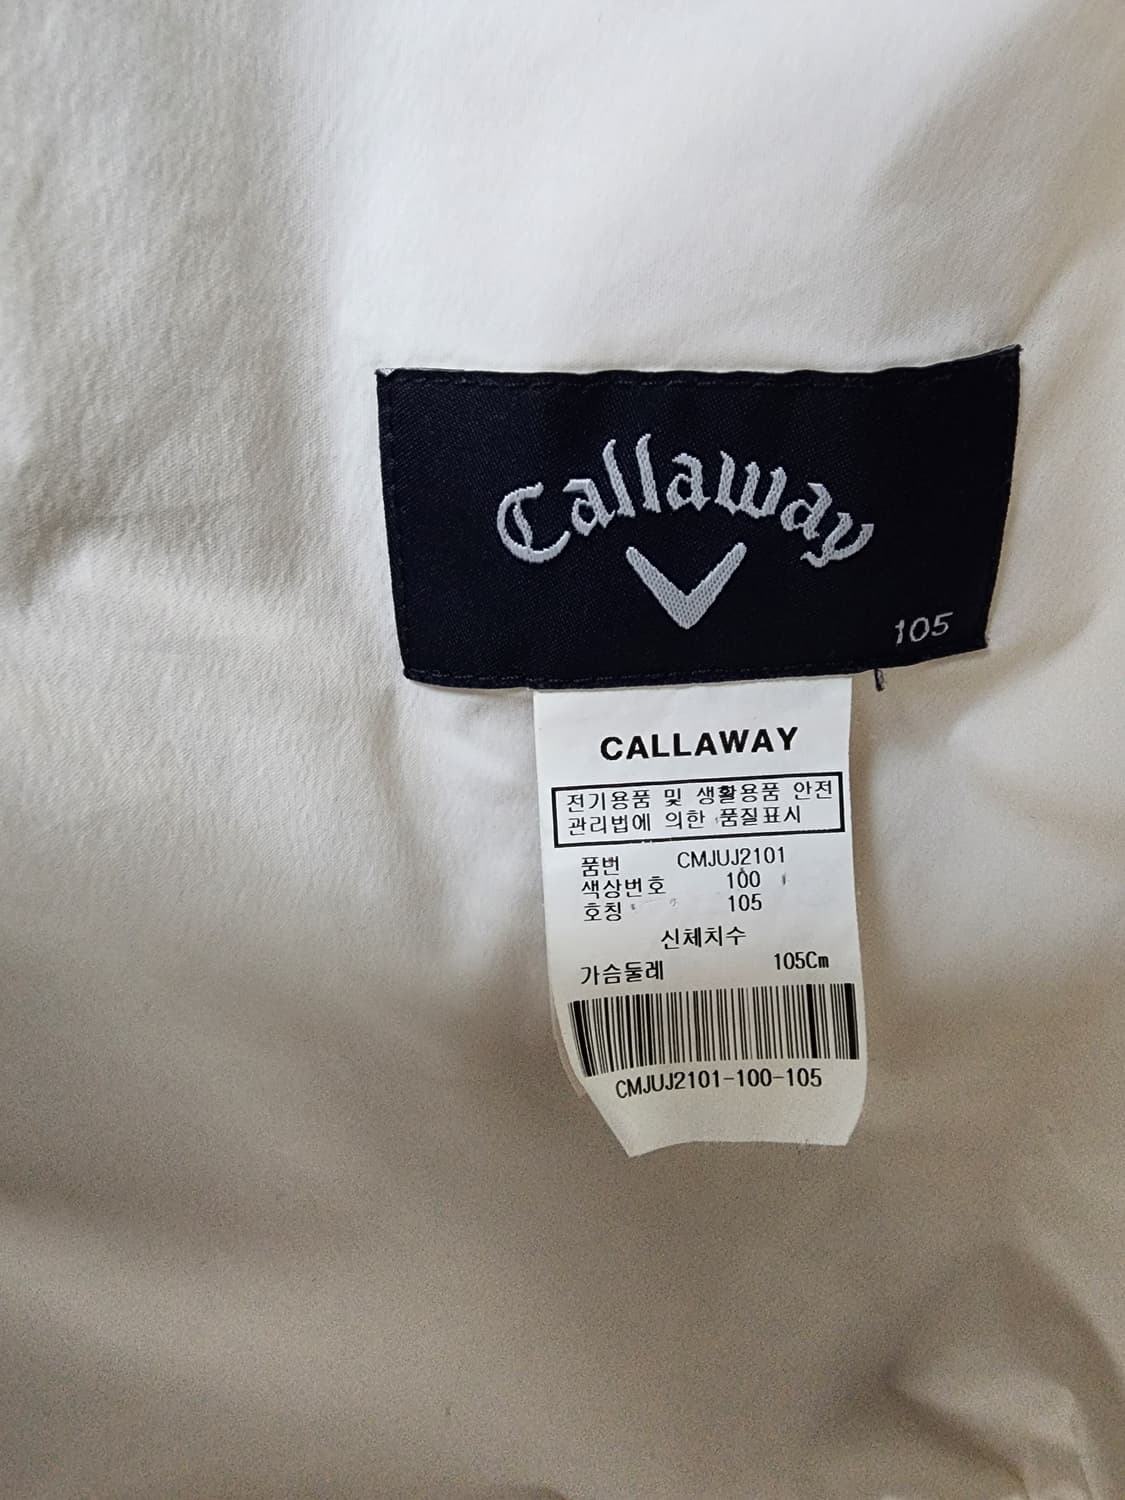 Callaway
105
CALLAWAY
전기용품 및 생활용품 안전
관리법에 의한 품질표시
품번 CMJUJ2101
색상번호 100
호칭 105
신체치수
가슴둘레 105Cm
CMJUJ2101-100-105